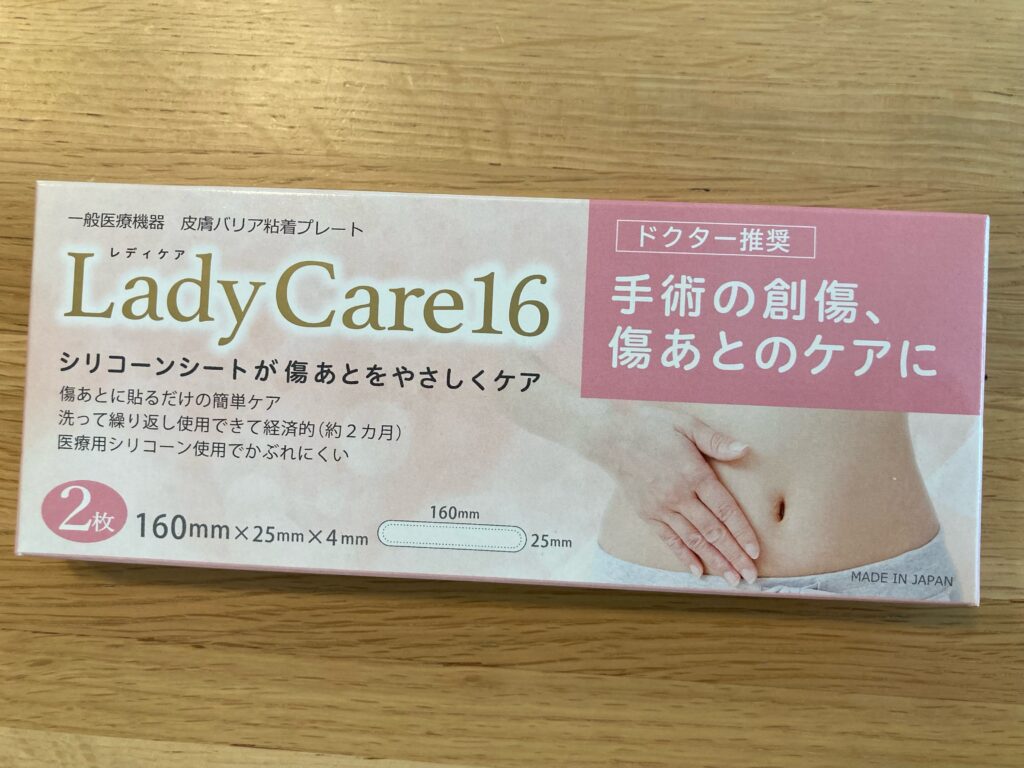 一般医療機器　皮膚バリア粘着プレート
レディケア
LadyCare16
シリコーンシートが傷あとをやさしくケア
傷あとに貼るだけの簡単ケア
洗って繰り返し使用できて経済的(約２カ月)
医療用シリコーン使用でかぶれにくい
2枚
160mm×25mm×4mm
160mm
25mm
ドクター推奨
手術の創傷、
傷あとのケアに
MADE IN JAPAN